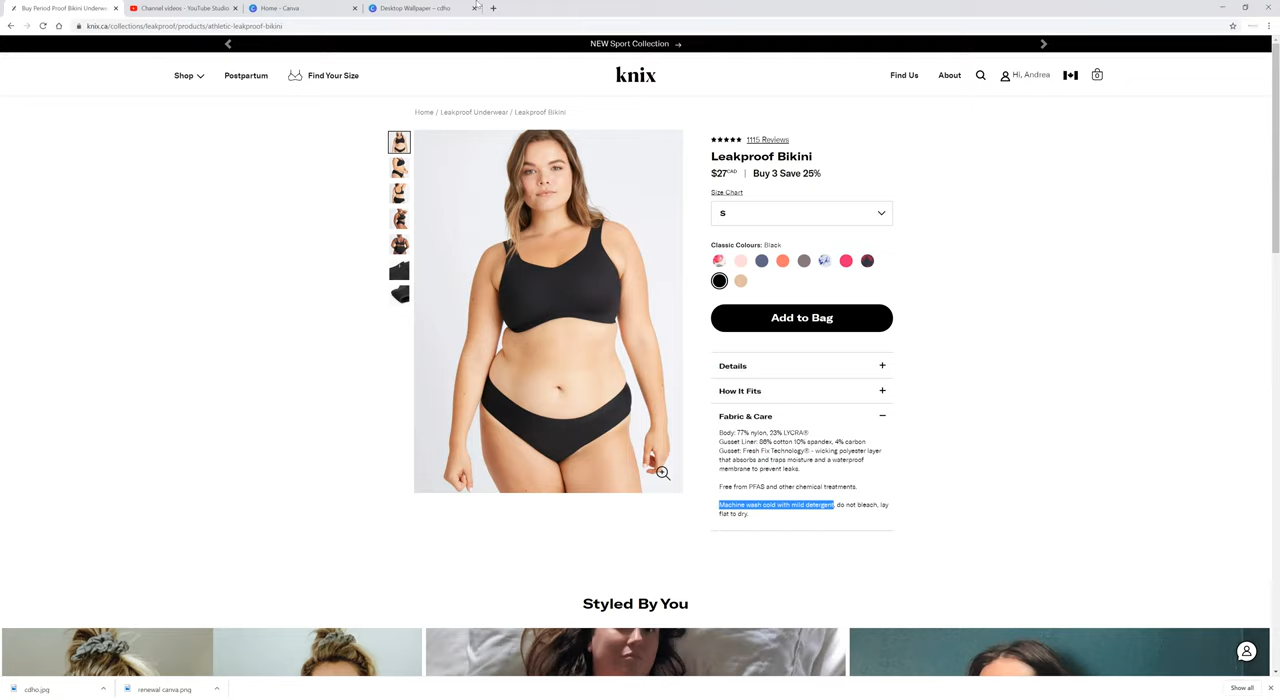 Buy Period Proof Bikini Underwe
Channel videos - YouTube Studio
Home - Canva
Desktop Wallpaper – cdho
knix.ca/collections/leakproof/products/athletic-leakproof-bikini
NEW Sport Collection →
Shop
Postpartum
Find Your Size
knix
Find Us
About
Hi, Andrea
0
Home / Leakproof Underwear / Leakproof Bikini
1115 Reviews
Leakproof Bikini
$27CAD | Buy 3 Save 25%
Size Chart
S
Classic Colours: Black
Add to Bag
Details +
How It Fits +
Fabric & Care −
Body: 77% nylon, 23% LYCRA®
Gusset Liner: 86% cotton 10% spandex, 4% carbon
Gusset: Fresh Fix Technology® - wicking polyester layer
that absorbs and traps moisture and a waterproof
membrane to prevent leaks.
Free from PFAS and other chemical treatments.
Machine wash cold with mild detergent, do not bleach, lay
flat to dry.
Styled By You
cdho.jpg
renewal canva.png
Show all